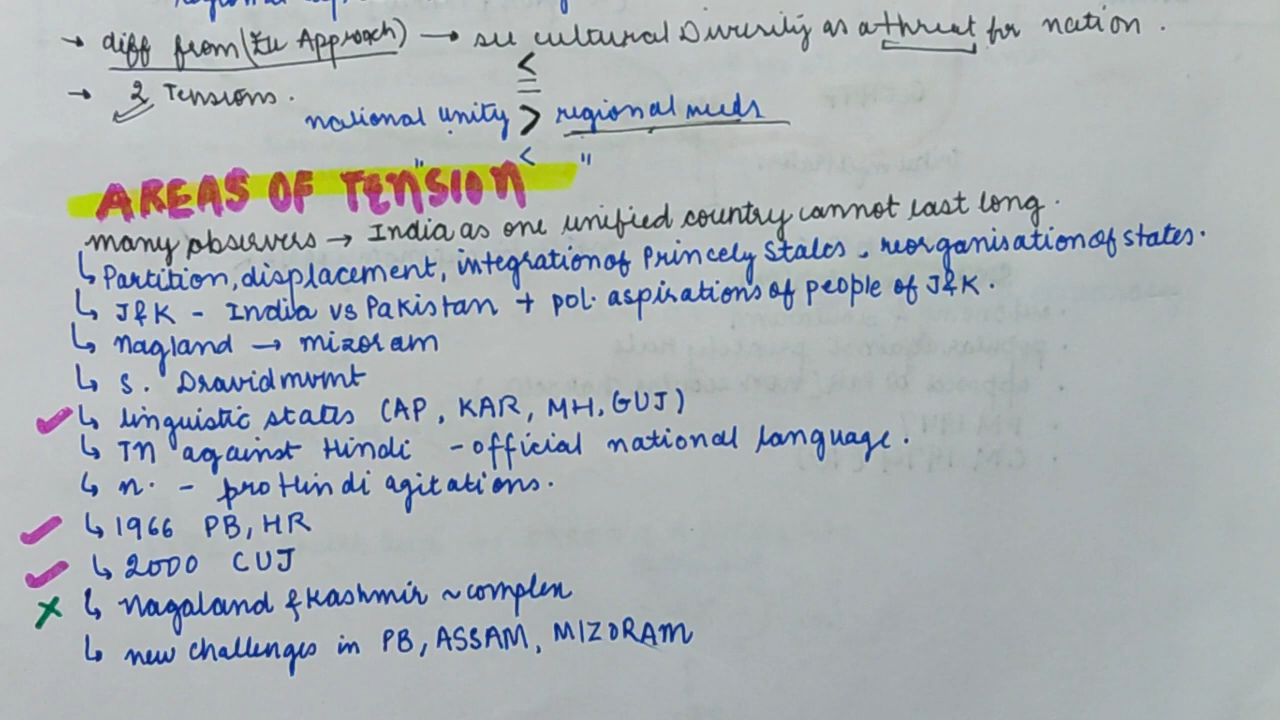 → diff from (Eu Approach) → see cultural Diversity as a threat for nation.
→ 2 Tensions.
<
=
national unity > regional needs
" < "
AREAS OF TENSION
many observers → India as one unified country cannot last long.
↳ Partition, displacement, integration of Princely States, reorganisation of states.
↳ J&K - India vs Pakistan + pol. aspirations of people of J&K.
↳ Nagland → mizoram
↳ S. Dravid mvmt
✓ ↳ linguistic states (AP, KAR, MH, GUJ)
↳ TN against Hindi - official national language.
↳ n. - pro Hindi agitations.
✓ ↳ 1966 PB, HR
✓ ↳ 2000 CUJ
✗ ↳ Nagaland & Kashmir ~ complex
↳ new challenges in PB, ASSAM, MIZORAM